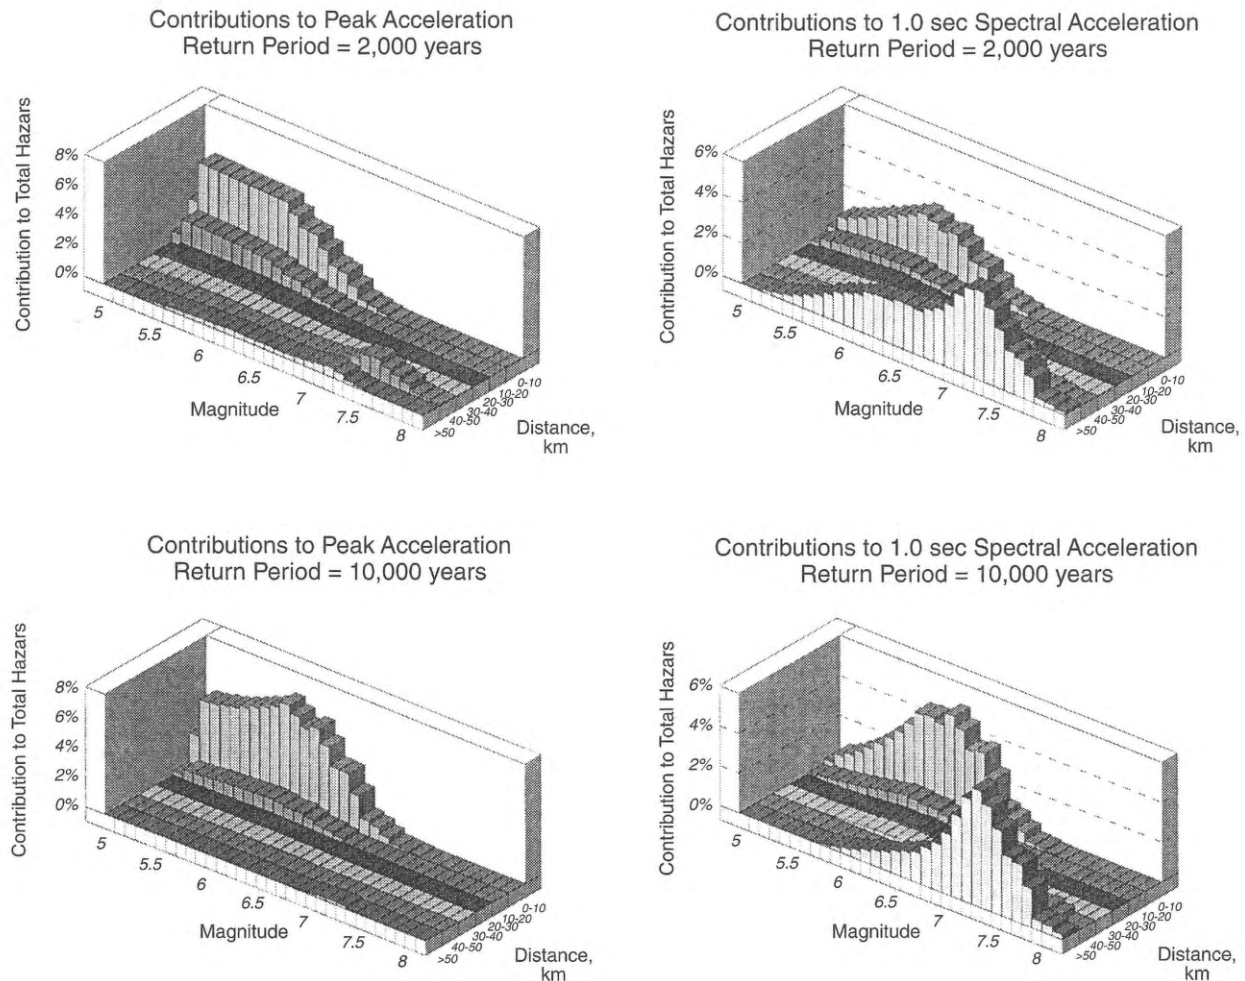 Contributions to Peak Acceleration
Return Period = 2,000 years
Contribution to Total Hazars
8%
6%
4%
2%
0%
5
5.5
6
6.5
7
7.5
8
Magnitude
0-10
10-20
20-30
30-40
40-50
>50
Distance,
km
Contributions to 1.0 sec Spectral Acceleration
Return Period = 2,000 years
Contribution to Total Hazars
6%
4%
2%
0%
5
5.5
6
6.5
7
7.5
8
Magnitude
0-10
10-20
20-30
30-40
40-50
>50
Distance,
km
Contributions to Peak Acceleration
Return Period = 10,000 years
Contribution to Total Hazars
8%
6%
4%
2%
0%
5
5.5
6
6.5
7
7.5
8
Magnitude
0-10
10-20
20-30
30-40
40-50
>50
Distance,
km
Contributions to 1.0 sec Spectral Acceleration
Return Period = 10,000 years
Contribution to Total Hazars
6%
4%
2%
0%
5
5.5
6
6.5
7
7.5
8
Magnitude
0-10
10-20
20-30
30-40
40-50
>50
Distance,
km